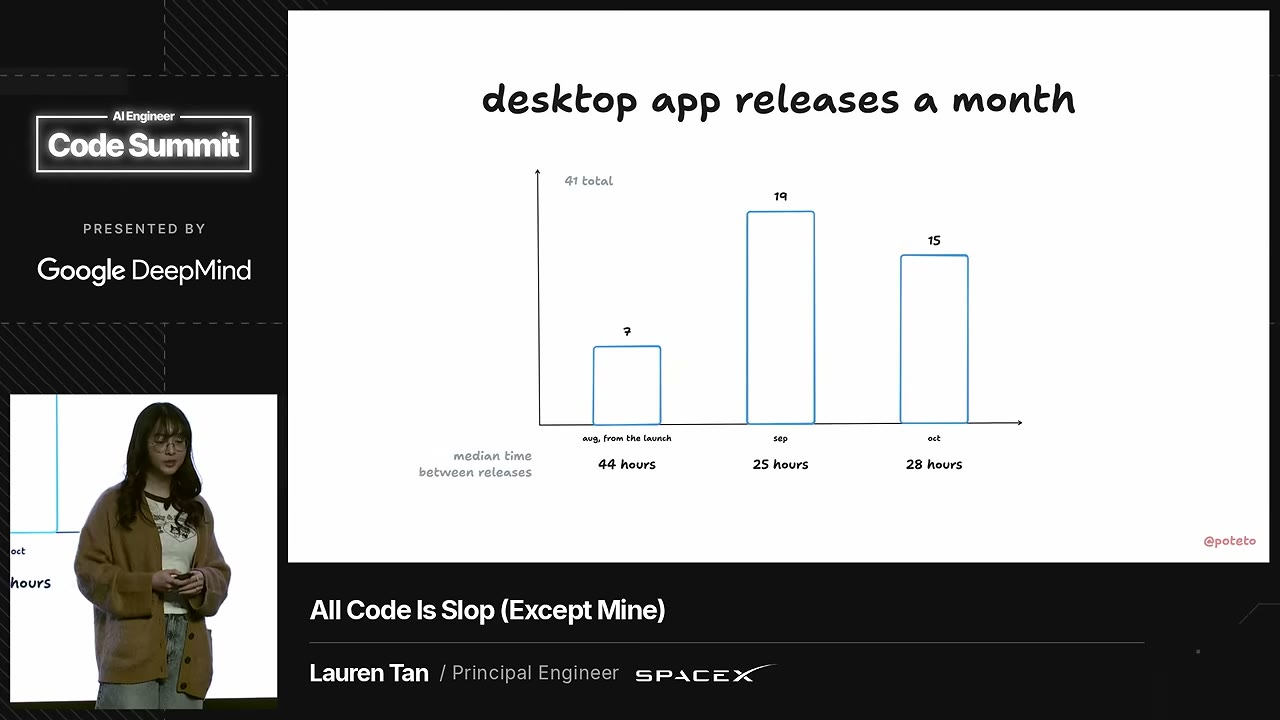 AI Engineer
Code Summit
PRESENTED BY
Google DeepMind
desktop app releases a month
41 total
7
19
15
aug, from the launch
sep
oct
median time
between releases
44 hours
25 hours
28 hours
@poteto
oct
hours
All Code Is Slop (Except Mine)
Lauren Tan / Principal Engineer SPACEX